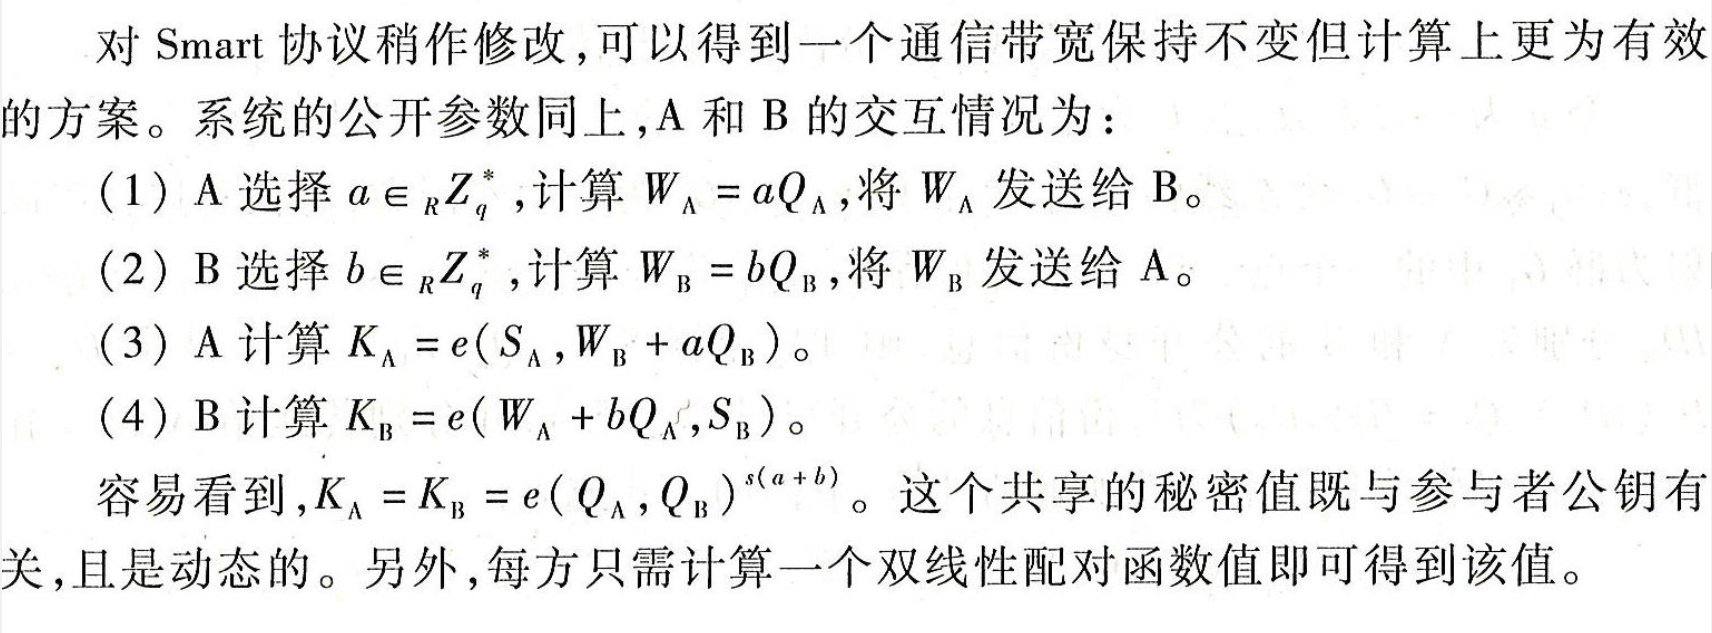 对 Smart 协议稍作修改,可以得到一个通信带宽保持不变但计算上更为有效
的方案。系统的公开参数同上,A 和 B 的交互情况为:
(1) A 选择 a ∈ _R Z_q^*,计算 W_A = aQ_A,将 W_A 发送给 B。
(2) B 选择 b ∈ _R Z_q^*,计算 W_B = bQ_B,将 W_B 发送给 A。
(3) A 计算 K_A = e(S_A, W_B + aQ_B)。
(4) B 计算 K_B = e(W_A + bQ_A, S_B)。
容易看到,K_A = K_B = e(Q_A, Q_B)^{s(a+b)}。这个共享的秘密值既与参与者公钥有
关,且是动态的。另外,每方只需计算一个双线性配对函数值即可得到该值。